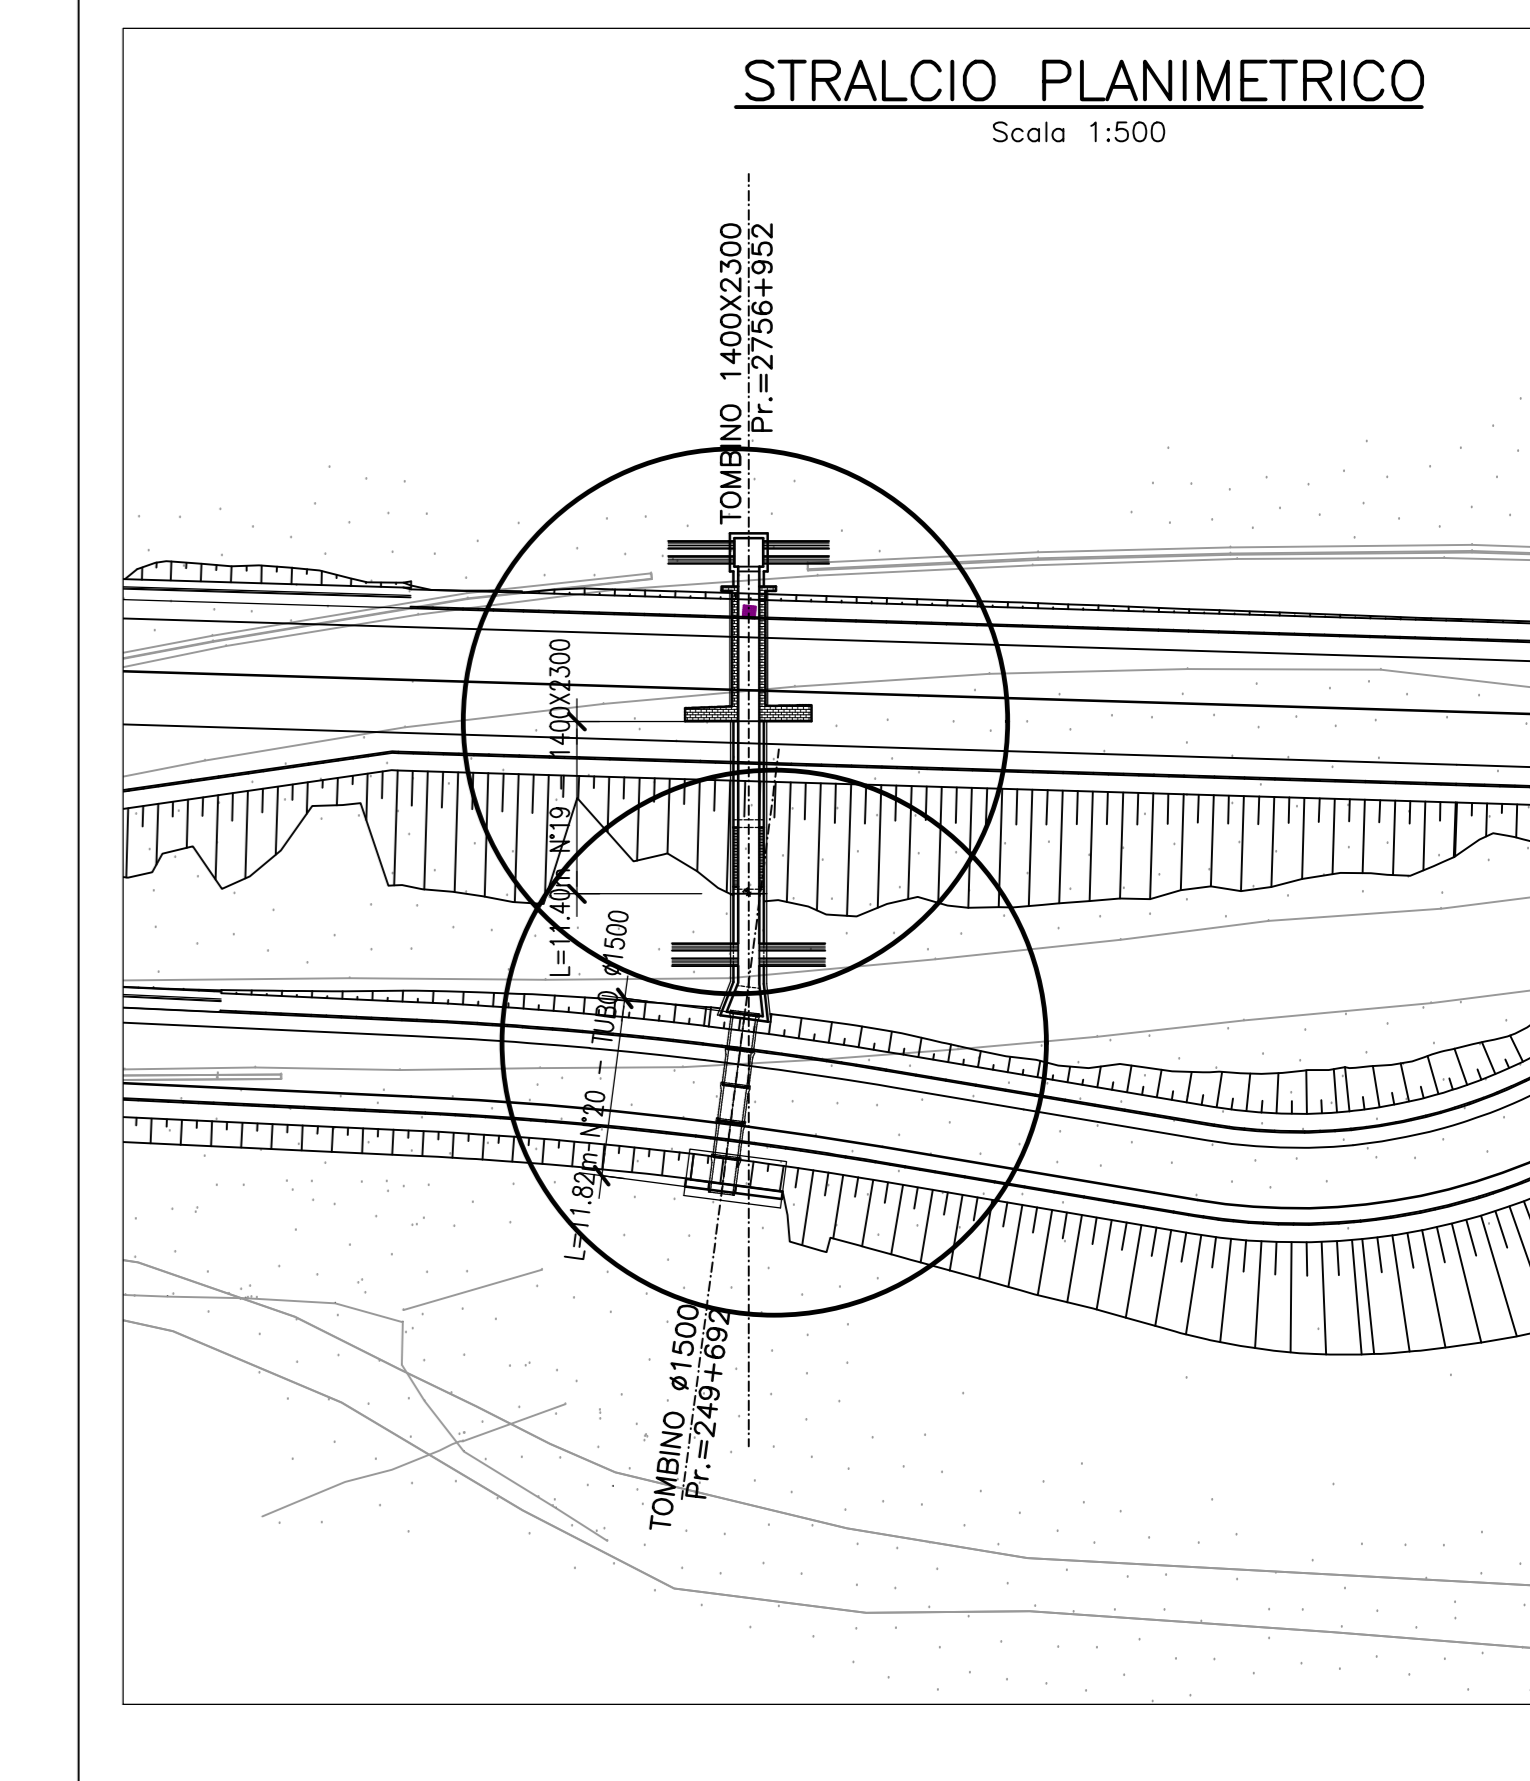 STRALCIO PLANIMETRICO
Scala 1:500
TOMBINO 1400X2300
Pr.=2756+952
L=11.40m N°19 – 1400X2300
L=11.82m– N°20 – TUBO ø1500
TOMBINO ø1500
Pr.=249+692